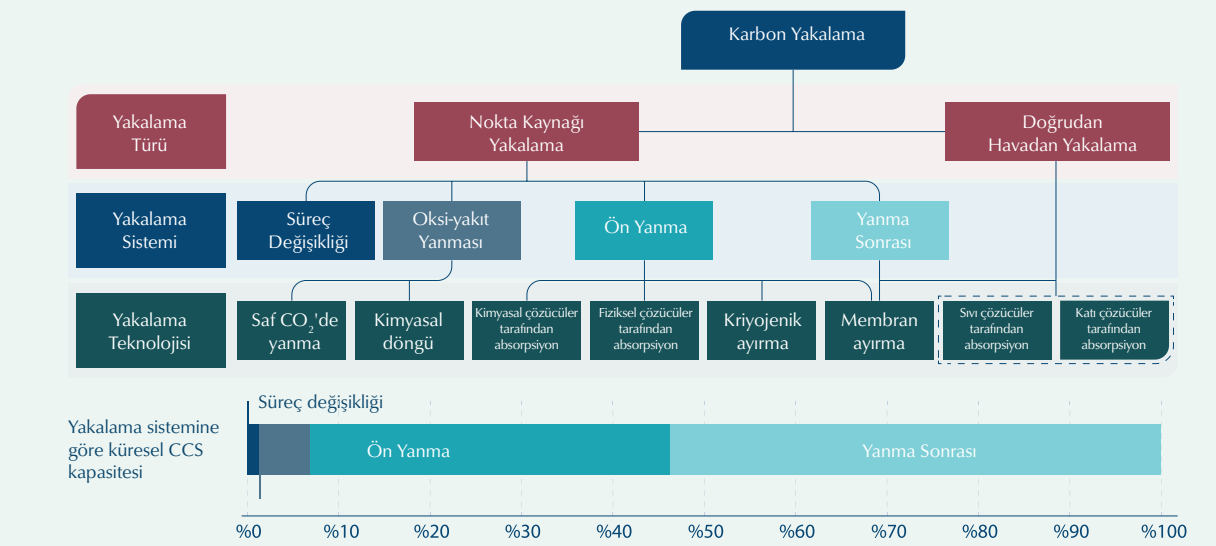 Karbon Yakalama
Yakalama
Türü
Nokta Kaynağı
Yakalama
Doğrudan
Havadan Yakalama
Yakalama
Sistemi
Süreç
Değişikliği
Oksi-yakıt
Yanması
Ön Yanma
Yanma
Sonrası
Yakalama
Teknolojisi
Saf CO₂'de
yanma
Kimyasal
döngü
Kimyasal çözücüler
tarafından
absorpsiyon
Fiziksel çözücüler
tarafından
absorpsiyon
Kriyojenik
ayırma
Membran
ayırma
Sıvı çözücüler
tarafından
absorpsiyon
Katı çözücüler
tarafından
absorpsiyon
Süreç değişikliği
Yakalama sistemine
göre küresel CCS
kapasitesi
Ön Yanma
Yanma Sonrası
%0 %10 %20 %30 %40 %50 %60 %70 %80 %90 %100